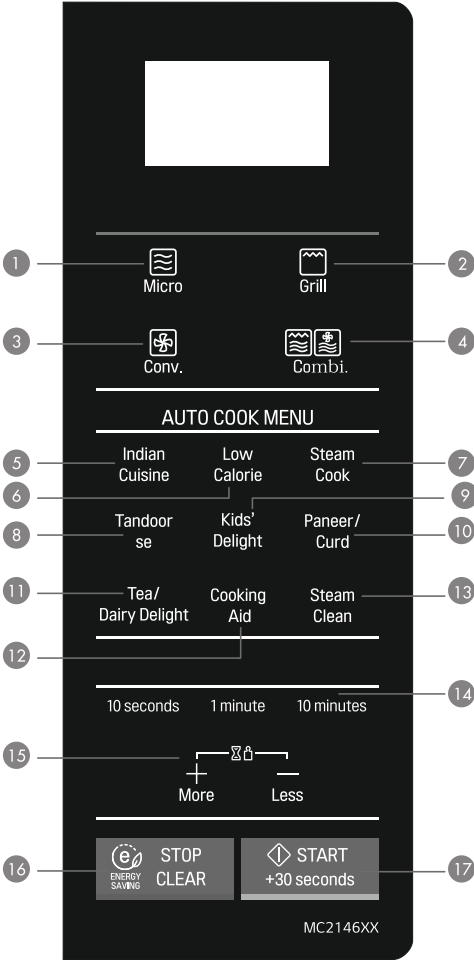 1
2
Micro
Grill
3
4
Conv.
Combi.
AUTO COOK MENU
5
Indian
Cuisine
6
Low
Calorie
Steam
Cook
7
8
Tandoor
se
Kids'
Delight
9
Paneer/
Curd
10
11
Tea/
Dairy Delight
12
Cooking
Aid
Steam
Clean
13
14
10 seconds
1 minute
10 minutes
15
More
Less
16
e
ENERGY
SAVING
STOP
CLEAR
START
+30 seconds
17
MC2146XX